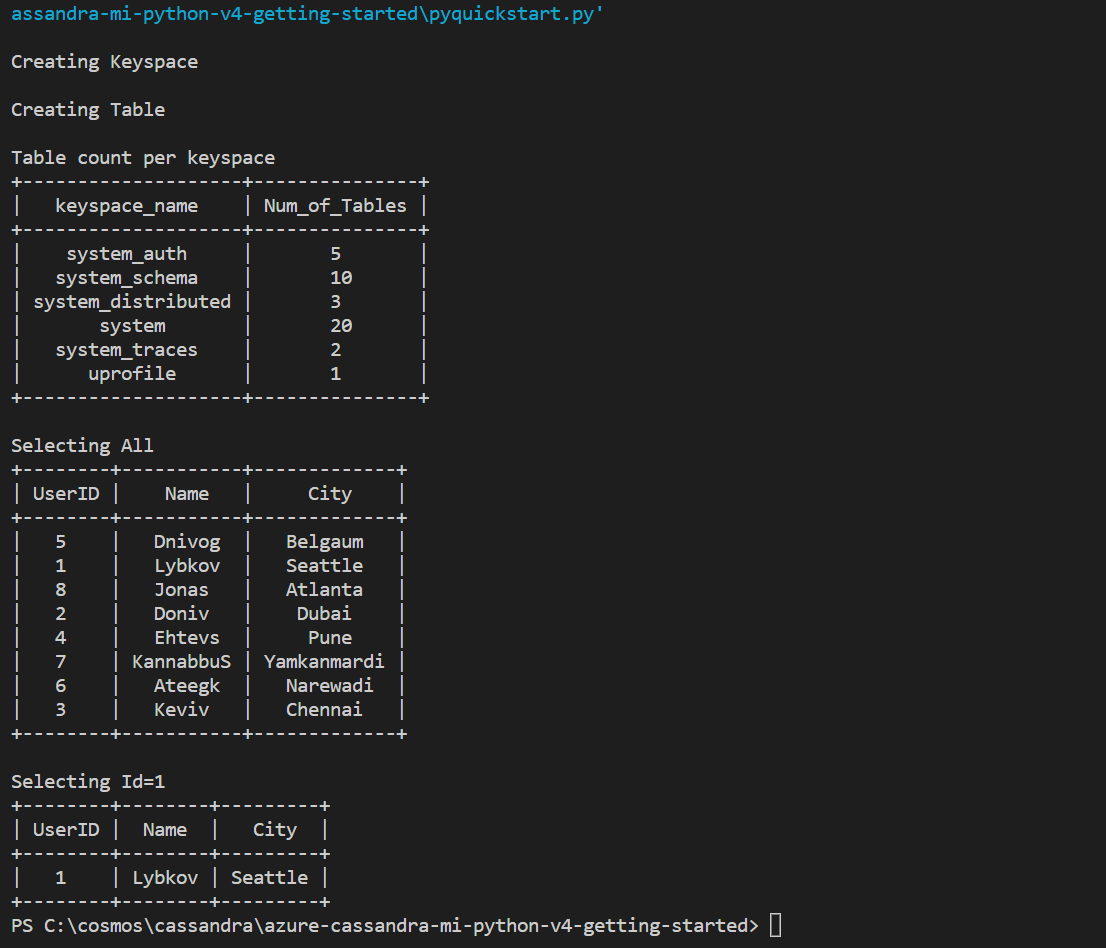 assandra-mi-python-v4-getting-started\pyquickstart.py'
Creating Keyspace
Creating Table
Table count per keyspace
+--------------------+---------------+
|   keyspace_name    | Num_of_Tables |
+--------------------+---------------+
|    system_auth     |       5       |
|   system_schema    |       10      |
| system_distributed |       3       |
|       system       |       20      |
|   system_traces    |       2       |
|      uprofile      |       1       |
+--------------------+---------------+
Selecting All
+--------+-----------+-------------+
| UserID |    Name   |     City    |
+--------+-----------+-------------+
|   5    |   Dnivog  |   Belgaum   |
|   1    |   Lybkov  |   Seattle   |
|   8    |   Jonas   |   Atlanta   |
|   2    |   Doniv   |    Dubai    |
|   4    |   Ehtevs  |     Pune    |
|   7    | KannabbuS | Yamkanmardi |
|   6    |   Ateegk  |   Narewadi  |
|   3    |   Keviv   |   Chennai   |
+--------+-----------+-------------+
Selecting Id=1
+--------+--------+---------+
| UserID |  Name  |   City  |
+--------+--------+---------+
|   1    | Lybkov | Seattle |
+--------+--------+---------+
PS C:\cosmos\cassandra\azure-cassandra-mi-python-v4-getting-started>